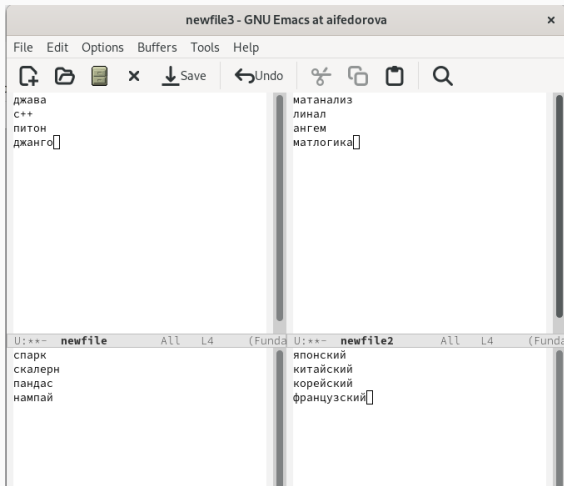 newfile3 - GNU Emacs at aifedorova
File Edit Options Buffers Tools Help
Save Undo
джава
с++
питон
джанго
матанализ
линал
ангем
матлогика
U:**- newfile All L4 (Funda
U:**- newfile2 All L4 (Funda
спарк
скалерн
пандас
нампай
японский
китайский
корейский
французский